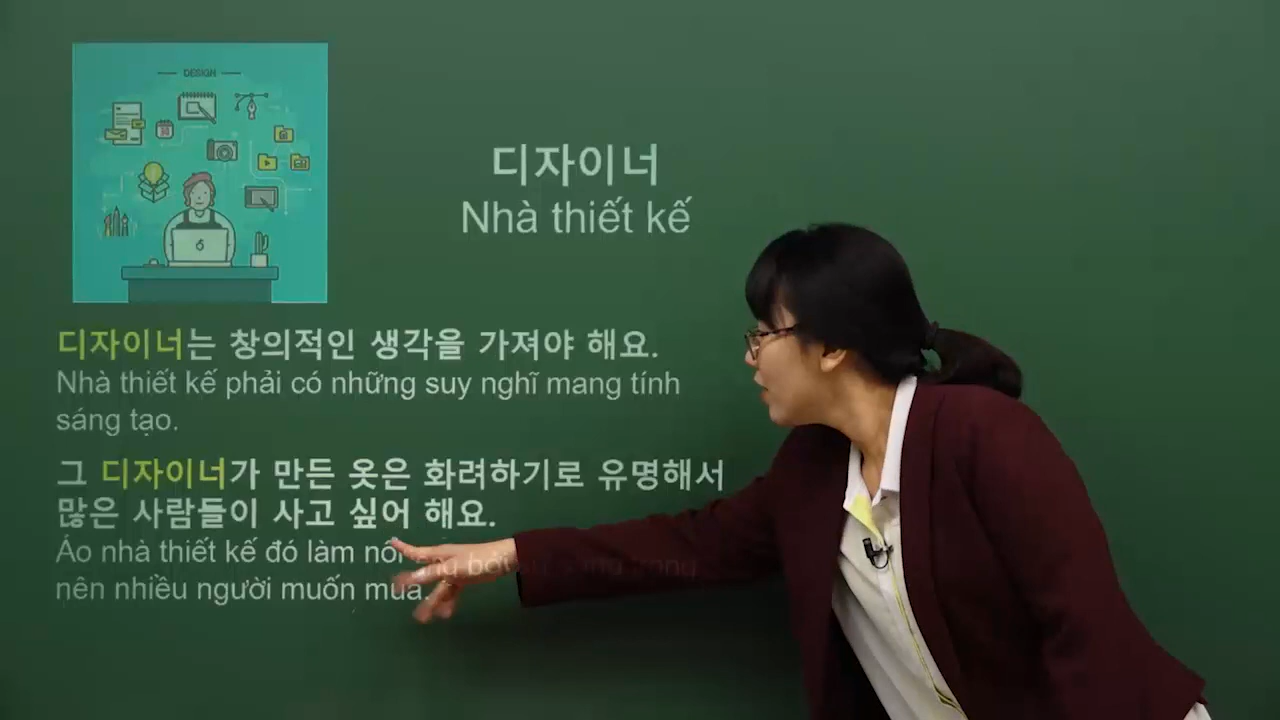 DESIGN
디자이너
Nhà thiết kế
디자이너는 창의적인 생각을 가져야 해요.
Nhà thiết kế phải có những suy nghĩ mang tính
sáng tạo.
그 디자이너가 만든 옷은 화려하기로 유명해서
많은 사람들이 사고 싶어 해요.
Áo nhà thiết kế đó làm nổi bởi
nên nhiều người muốn mua.